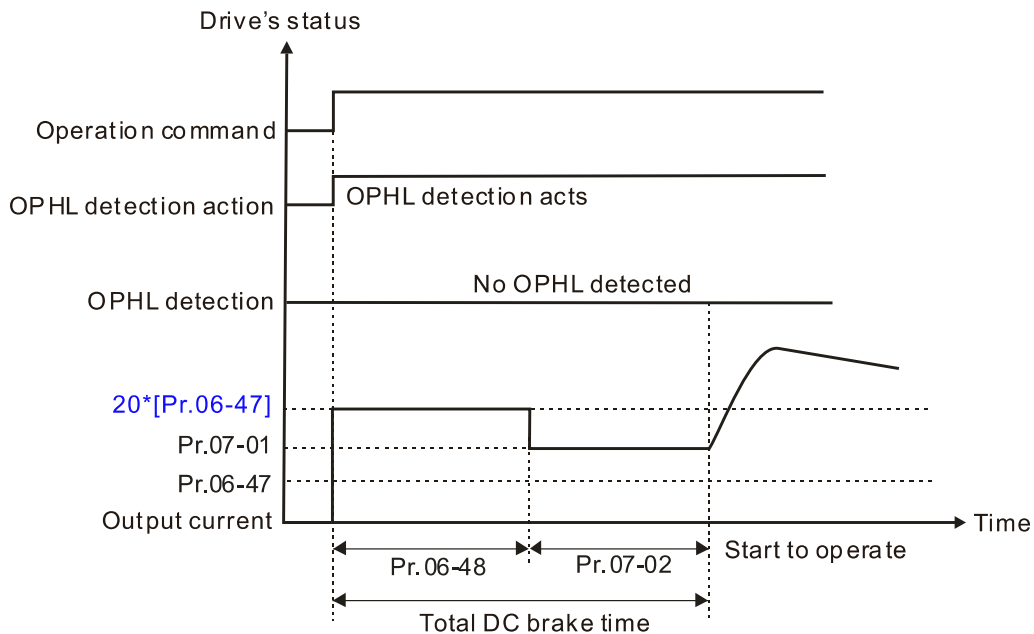 Drive's status
Operation command
OPHL detection action
OPHL detection acts
OPHL detection
No OPHL detected
20*[Pr.06-47]
Pr.07-01
Pr.06-47
Output current
Time
Pr.06-48
Pr.07-02
Start to operate
Total DC brake time